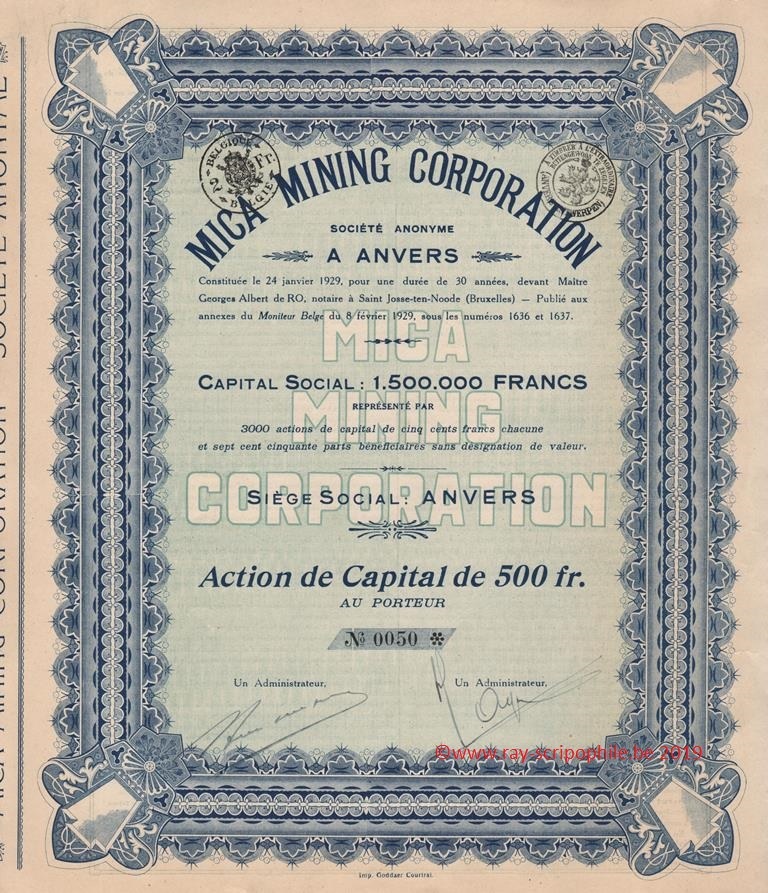 MICA MINING CORPORATION
BELGIQUE
2 Fr.
BELGIË
(ANTWERPEN)
SOCIÉTÉ ANONYME
A ANVERS
Constituée le 24 janvier 1929, pour une durée de 30 années, devant Maître
Georges Albert de RO, notaire à Saint Josse-ten-Noode (Bruxelles) — Publié aux
annexes du Moniteur Belge du 8 février 1929, sous les numéros 1636 et 1637.
MICA
CAPITAL SOCIAL : 1.500.000 FRANCS
REPRÉSENTÉ PAR
MINING
3000 actions de capital de cinq cents francs chacune
et sept cent cinquante parts bénéficiaires sans désignation de valeur.
CORPORATION
SIÈGE SOCIAL : ANVERS
Action de Capital de 500 fr.
AU PORTEUR
№ 0050
Un Administrateur,
Un Administrateur,
©www.ray-scripophile.be 2019
Imp. Goddaer Courtrai.
MICA MINING CORPORATION SOCIÉTÉ ANONYME